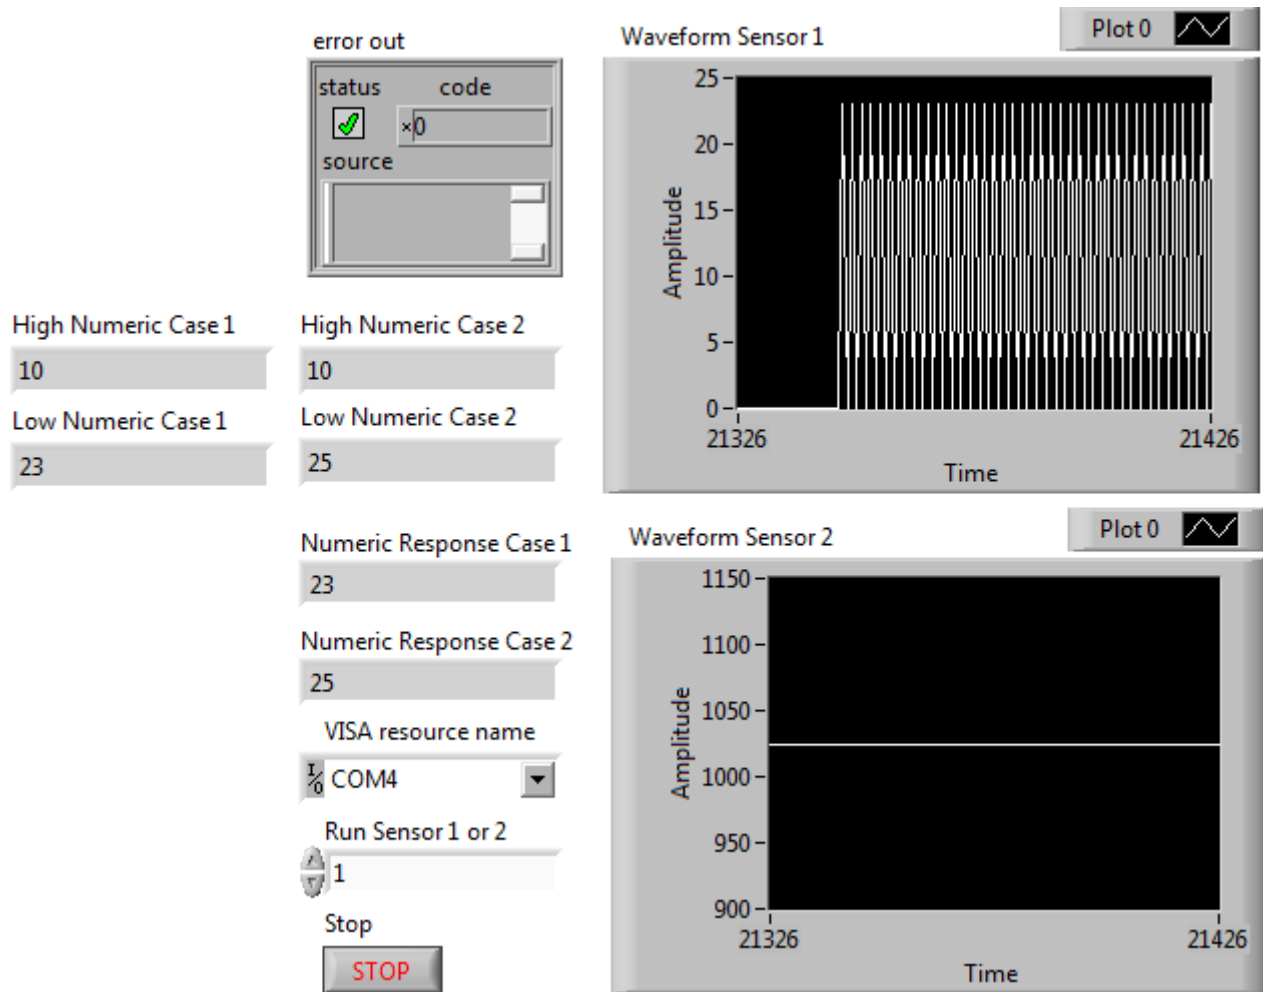 error out
status code
×0
source
High Numeric Case 1
10
High Numeric Case 2
10
Low Numeric Case 1
23
Low Numeric Case 2
25
Numeric Response Case 1
23
Numeric Response Case 2
25
VISA resource name
I/O COM4
Run Sensor 1 or 2
1
Stop
STOP
Waveform Sensor 1
Plot 0
25
20
15
10
5
0
Amplitude
21326 21426
Time
Waveform Sensor 2
Plot 0
1150
1100
1050
1000
950
900
Amplitude
21326 21426
Time